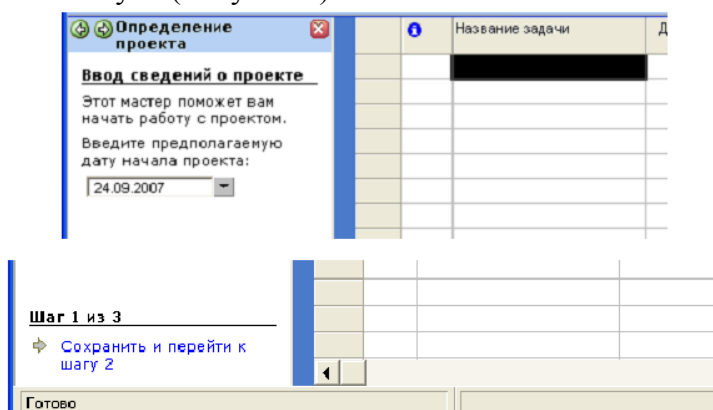 Определение
проекта
Название задачи
Д
Ввод сведений о проекте
Этот мастер поможет вам
начать работу с проектом.
Введите предполагаемую
дату начала проекта:
24.09.2007
Шаг 1 из 3
Сохранить и перейти к
шагу 2
Готово